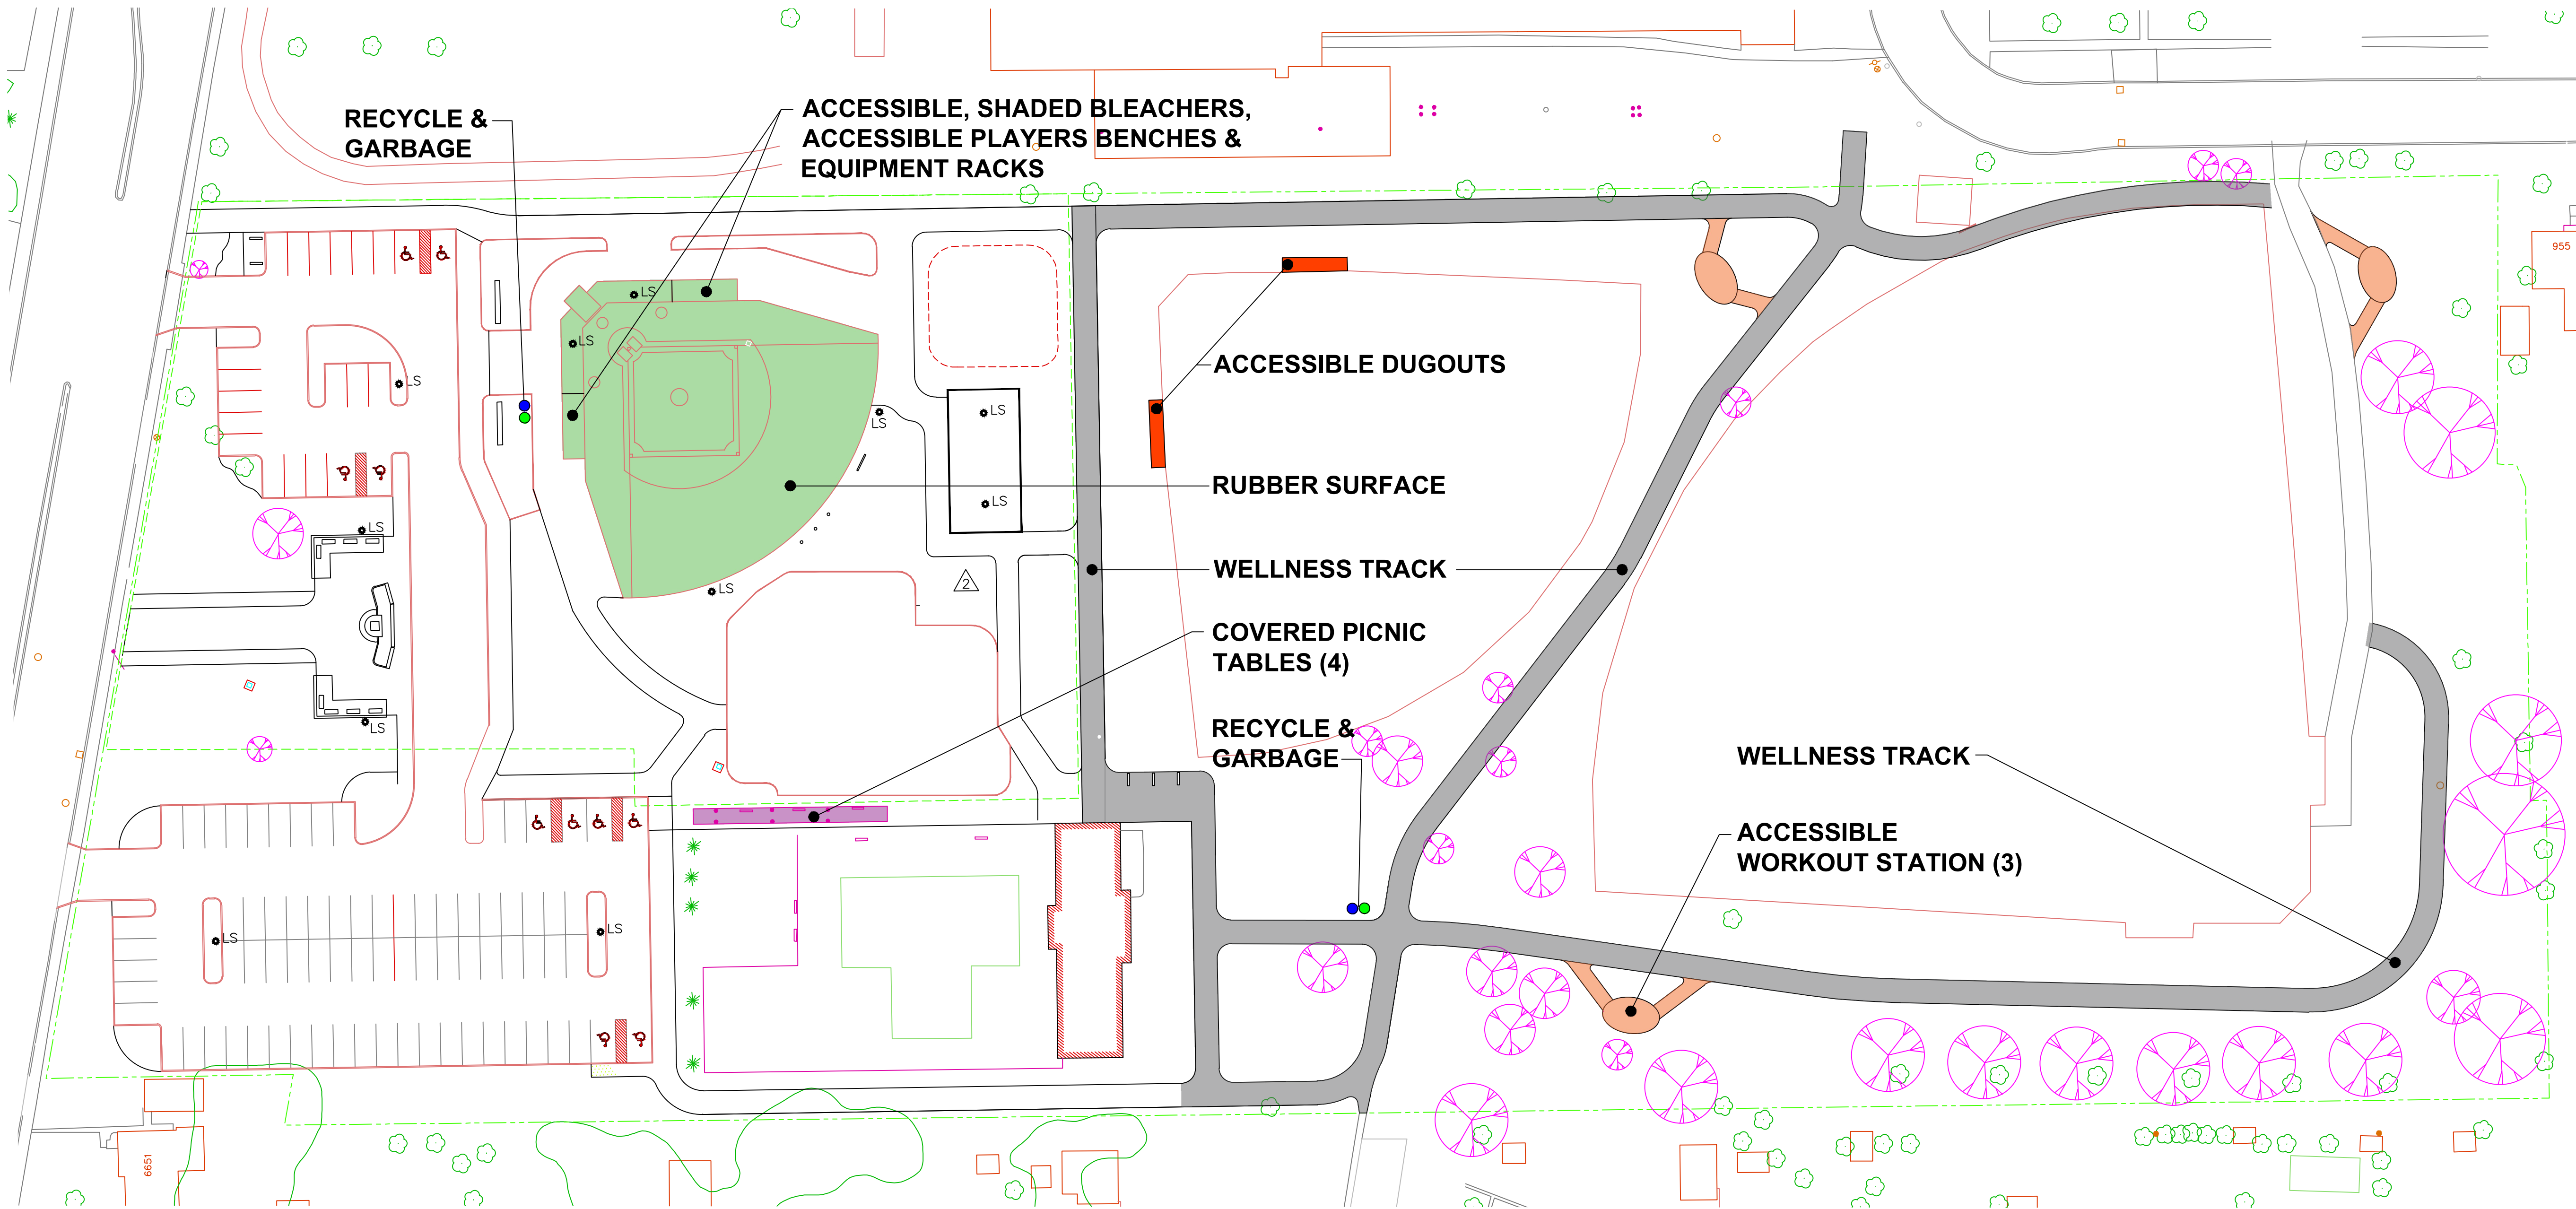 RECYCLE &
GARBAGE
ACCESSIBLE, SHADED BLEACHERS,
ACCESSIBLE PLAYERS BENCHES &
EQUIPMENT RACKS
955
LS
LS
LS
ACCESSIBLE DUGOUTS
LS
LS
RUBBER SURFACE
LS
LS
WELLNESS TRACK
2
LS
COVERED PICNIC
TABLES (4)
LS
RECYCLE &
GARBAGE
WELLNESS TRACK
ACCESSIBLE
WORKOUT STATION (3)
LS
LS
6651